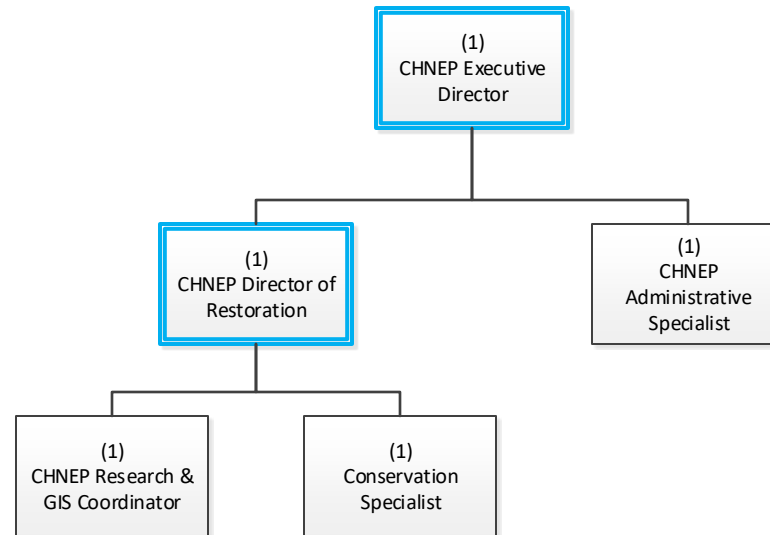 (1)
CHNEP Executive
Director
(1)
CHNEP Director of
Restoration
(1)
CHNEP
Administrative
Specialist
(1)
CHNEP Research &
GIS Coordinator
(1)
Conservation
Specialist